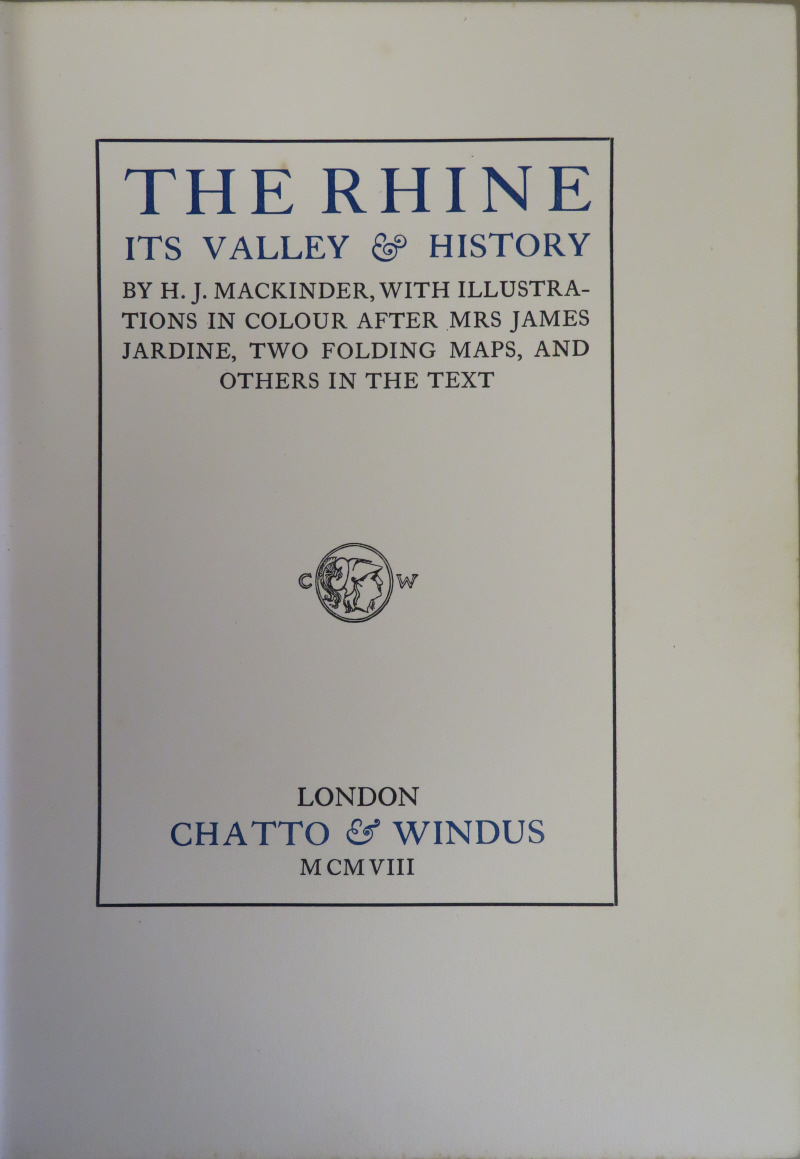 THE RHINE
ITS VALLEY & HISTORY
BY H. J. MACKINDER, WITH ILLUSTRA-
TIONS IN COLOUR AFTER MRS JAMES
JARDINE, TWO FOLDING MAPS, AND
OTHERS IN THE TEXT
C W
LONDON
CHATTO & WINDUS
MCMVIII